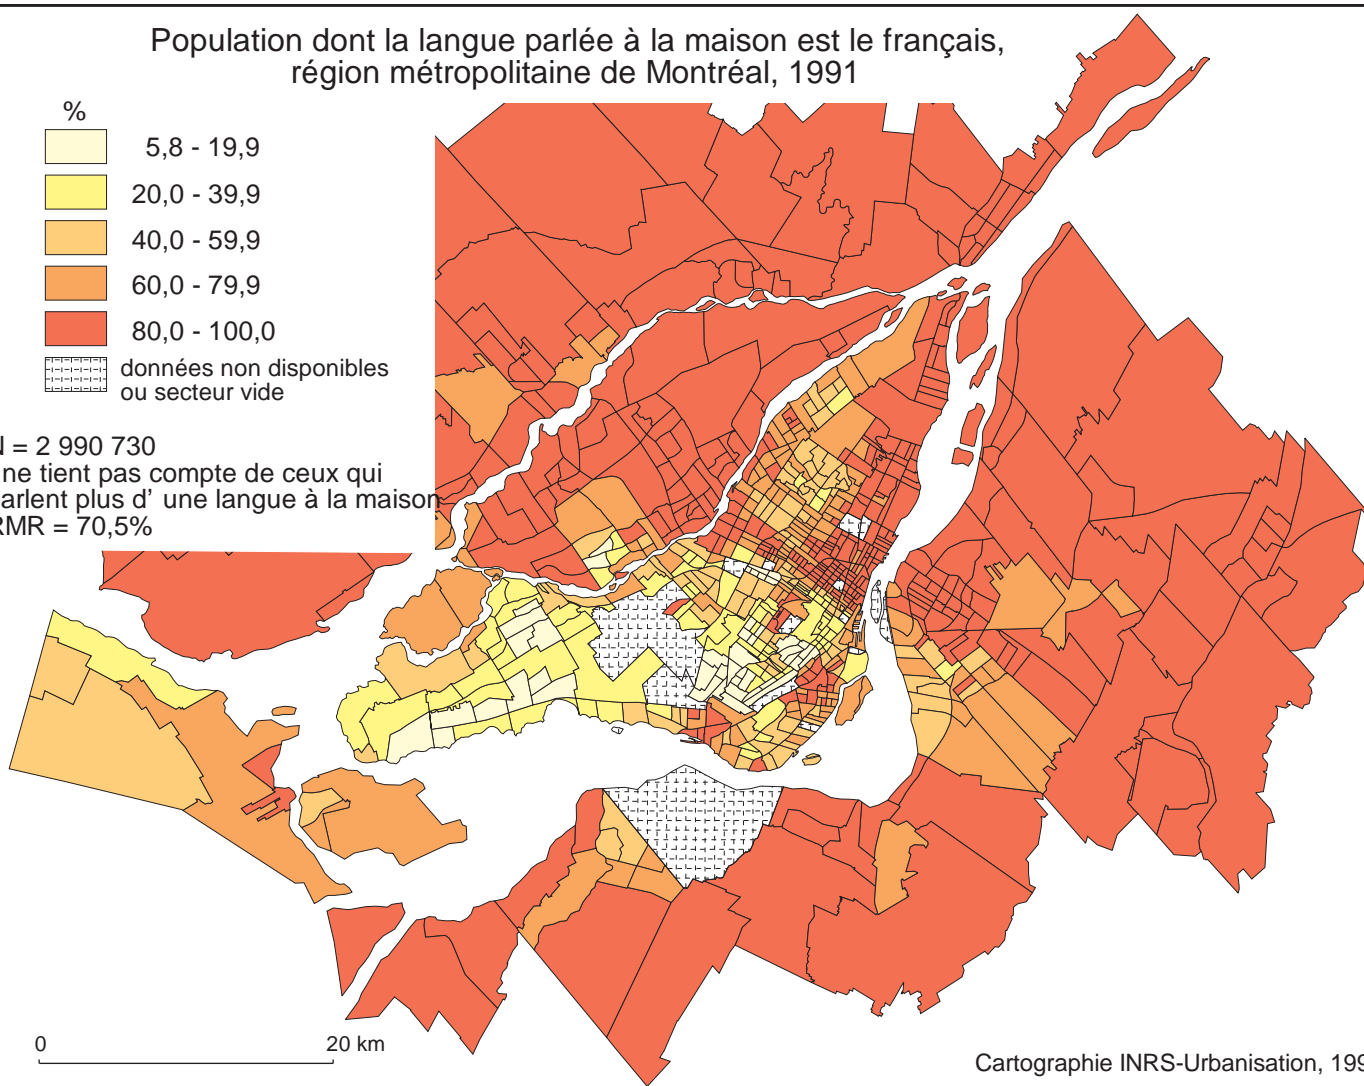 Population dont la langue parlée à la maison est le français,
région métropolitaine de Montréal, 1991
%
5,8 - 19,9
20,0 - 39,9
40,0 - 59,9
60,0 - 79,9
80,0 - 100,0
données non disponibles
ou secteur vide
N = 2 990 730
ne tient pas compte de ceux qui
arlent plus d' une langue à la maison
RMR = 70,5%
0 20 km
Cartographie INRS-Urbanisation, 199